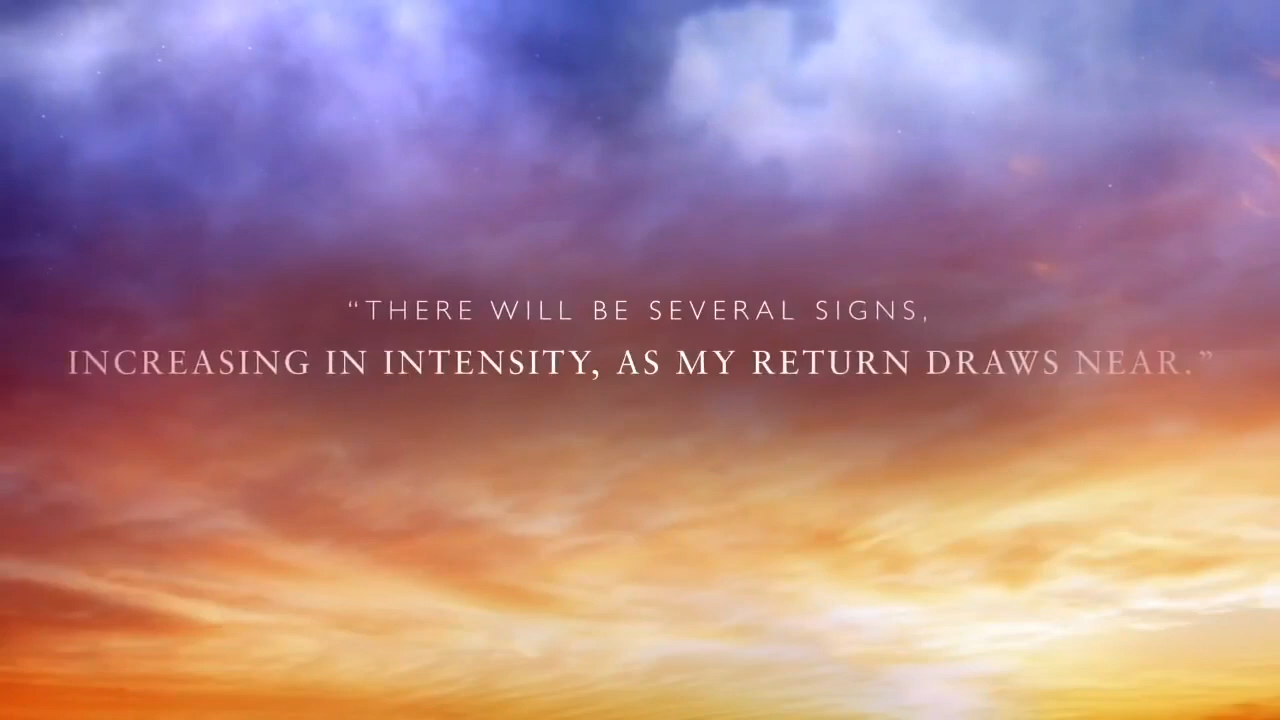 “THERE WILL BE SEVERAL SIGNS,
INCREASING IN INTENSITY, AS MY RETURN DRAWS NEAR.”